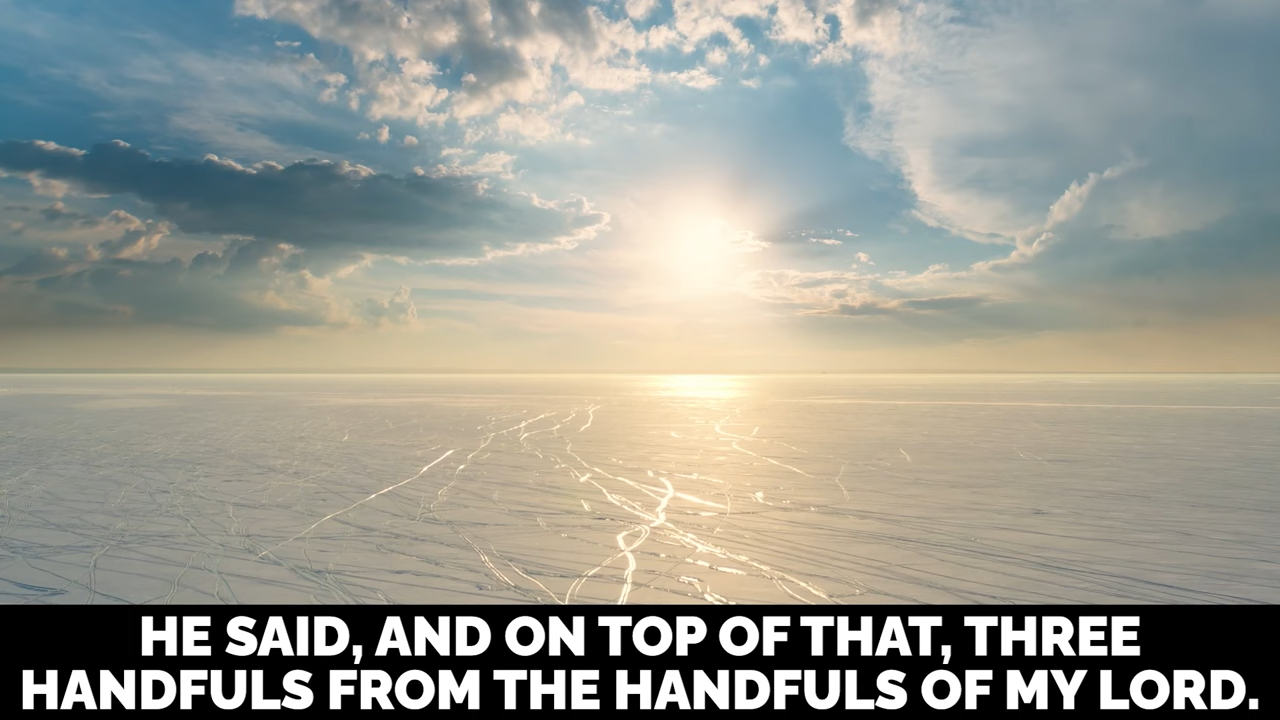 HE SAID, AND ON TOP OF THAT, THREE
HANDFULS FROM THE HANDFULS OF MY LORD.